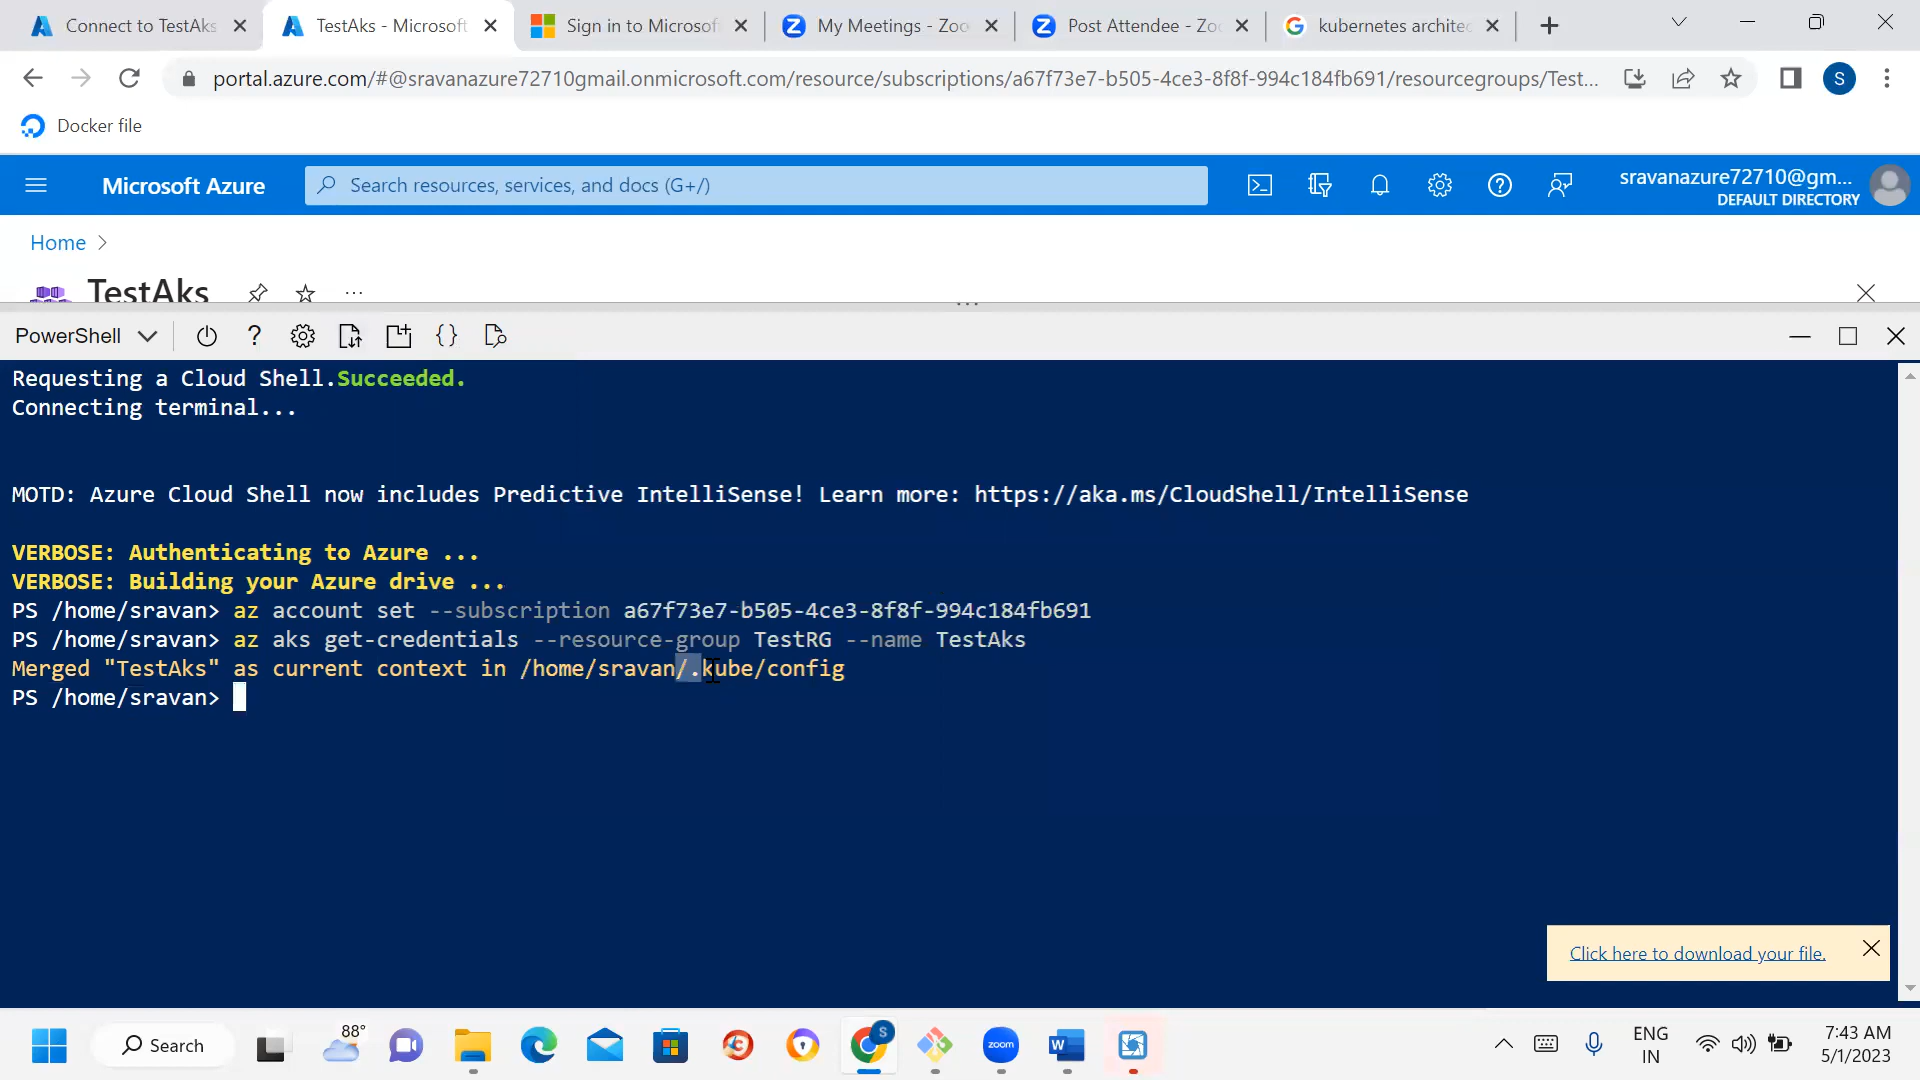 Connect to TestAks
TestAks - Microsoft
Sign in to Microsof
My Meetings - Zoo
Post Attendee - Zo
kubernetes architec
portal.azure.com/#@sravanazure72710gmail.onmicrosoft.com/resource/subscriptions/a67f73e7-b505-4ce3-8f8f-994c184fb691/resourcegroups/Test...
S
Docker file
Microsoft Azure
Search resources, services, and docs (G+/)
sravanazure72710@gm...
DEFAULT DIRECTORY
Home >
TestAks
PowerShell
Requesting a Cloud Shell.Succeeded.
Connecting terminal...
MOTD: Azure Cloud Shell now includes Predictive IntelliSense! Learn more: https://aka.ms/CloudShell/IntelliSense
VERBOSE: Authenticating to Azure ...
VERBOSE: Building your Azure drive ...
PS /home/sravan> az account set --subscription a67f73e7-b505-4ce3-8f8f-994c184fb691
PS /home/sravan> az aks get-credentials --resource-group TestRG --name TestAks
Merged "TestAks" as current context in /home/sravan/.kube/config
PS /home/sravan>
Click here to download your file.
Search
88°
S
zoom
ENG
IN
7:43 AM
5/1/2023